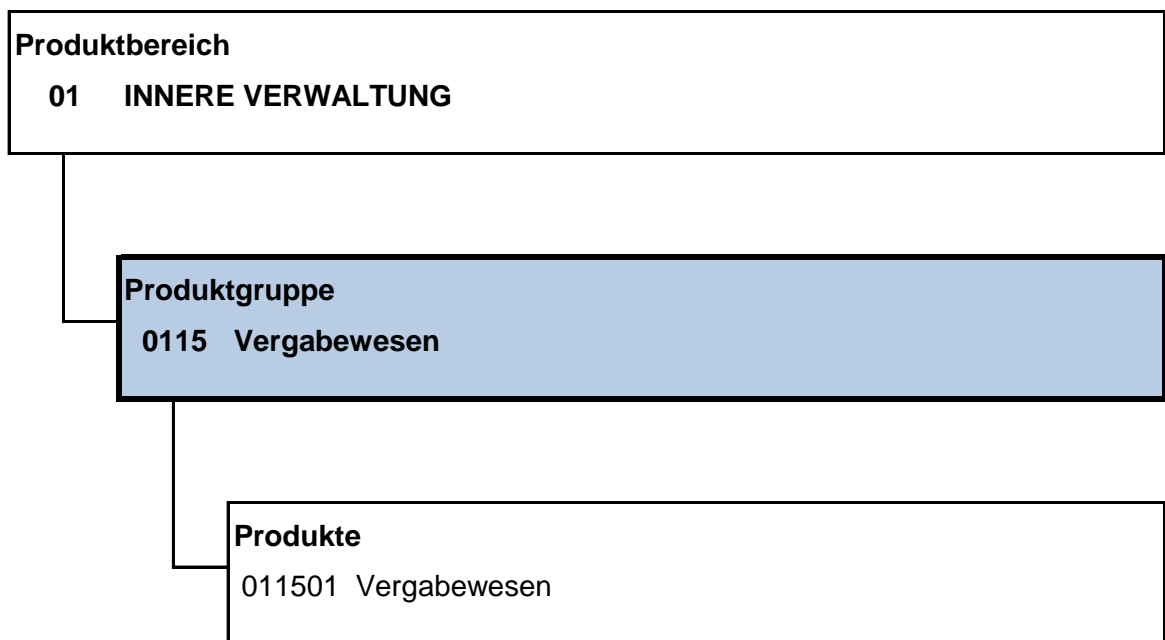 Produktbereich
01 INNERE VERWALTUNG
Produktgruppe
0115 Vergabewesen
Produkte
011501 Vergabewesen